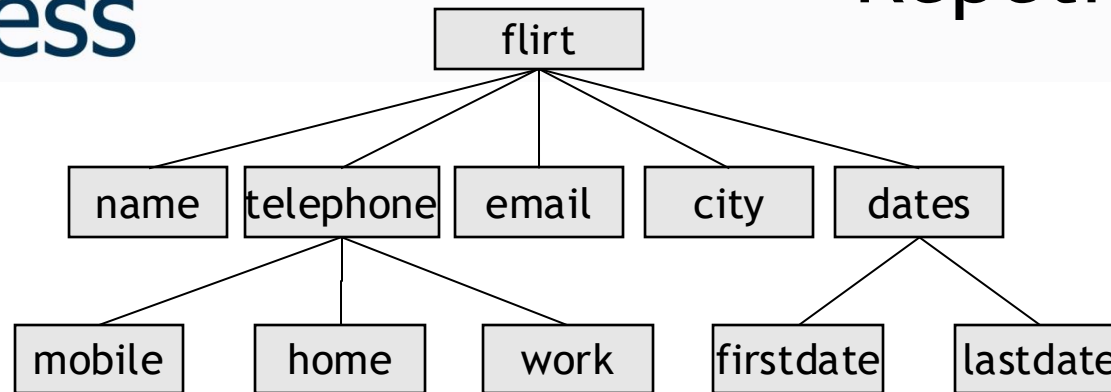 ess
flirt
name telephone email city dates
mobile home work firstdate lastdate